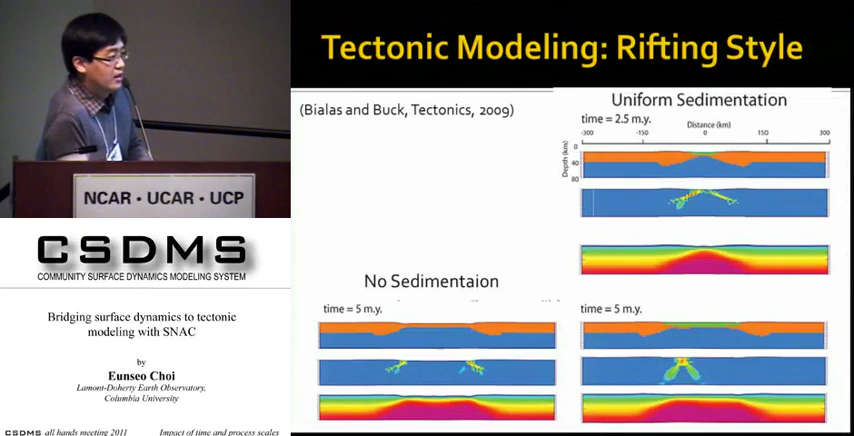 NCAR • UCAR • UCP
CSDMS
COMMUNITY SURFACE DYNAMICS MODELING SYSTEM
Bridging surface dynamics to tectonic
modeling with SNAC
by
Eunseo Choi
Lamont-Doherty Earth Observatory,
Columbia University
CSDMS all hands meeting 2011
Impact of time and process scales
Tectonic Modeling: Rifting Style
(Bialas and Buck, Tectonics, 2009)
Uniform Sedimentation
time = 2.5 m.y.
Distance (km)
-300 -150 0 150 300
Depth (km)
0
40
80
No Sedimentaion
time = 5 m.y.
time = 5 m.y.